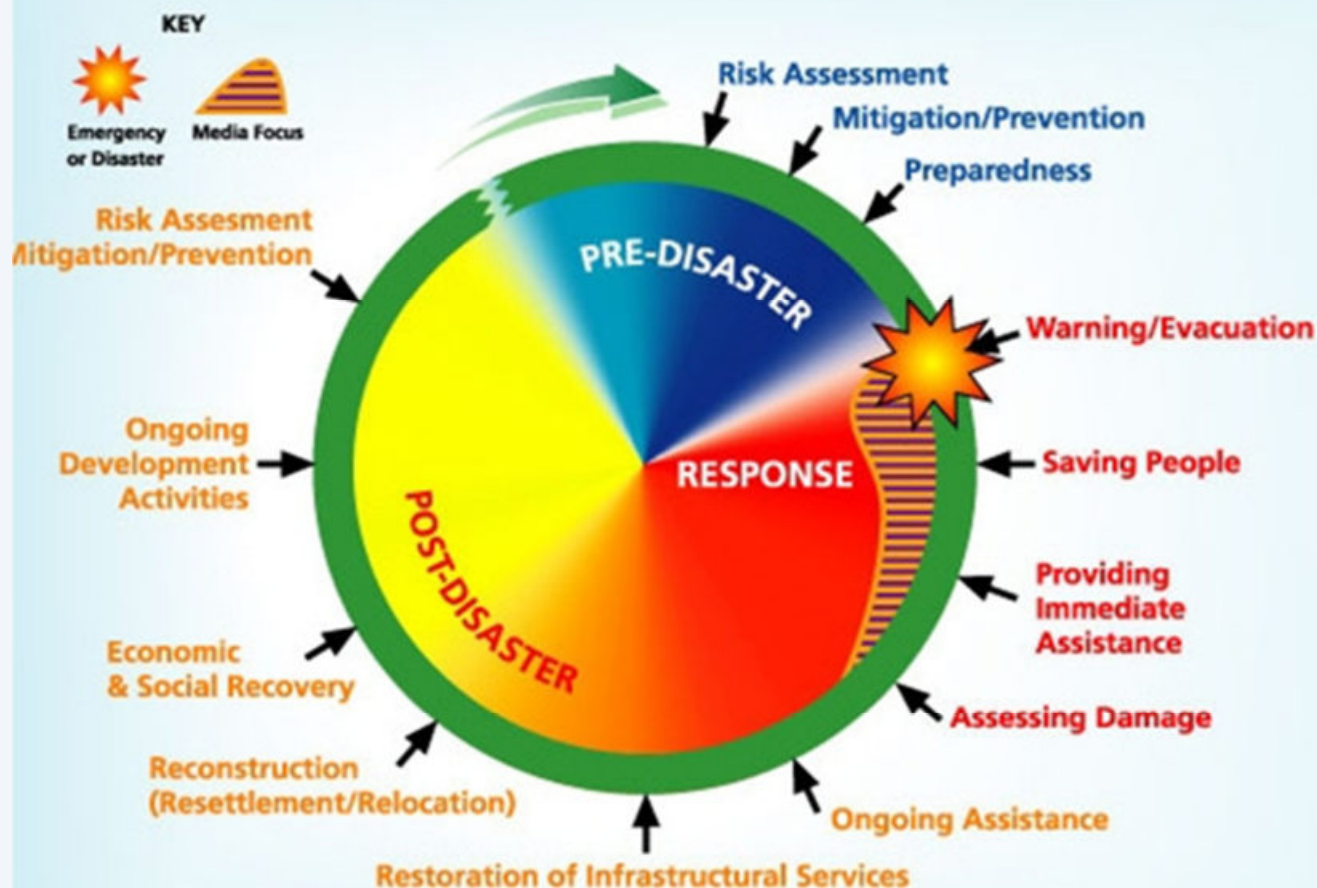 KEY
Emergency
or Disaster
Media Focus
Risk Assessment
Mitigation/Prevention
Preparedness
Warning/Evacuation
Saving People
Providing
Immediate
Assistance
Assessing Damage
Ongoing Assistance
Restoration of Infrastructural Services
Reconstruction
(Resettlement/Relocation)
Economic
& Social Recovery
Ongoing
Development
Activities
Risk Assesment
Mitigation/Prevention
PRE-DISASTER
RESPONSE
POST-DISASTER